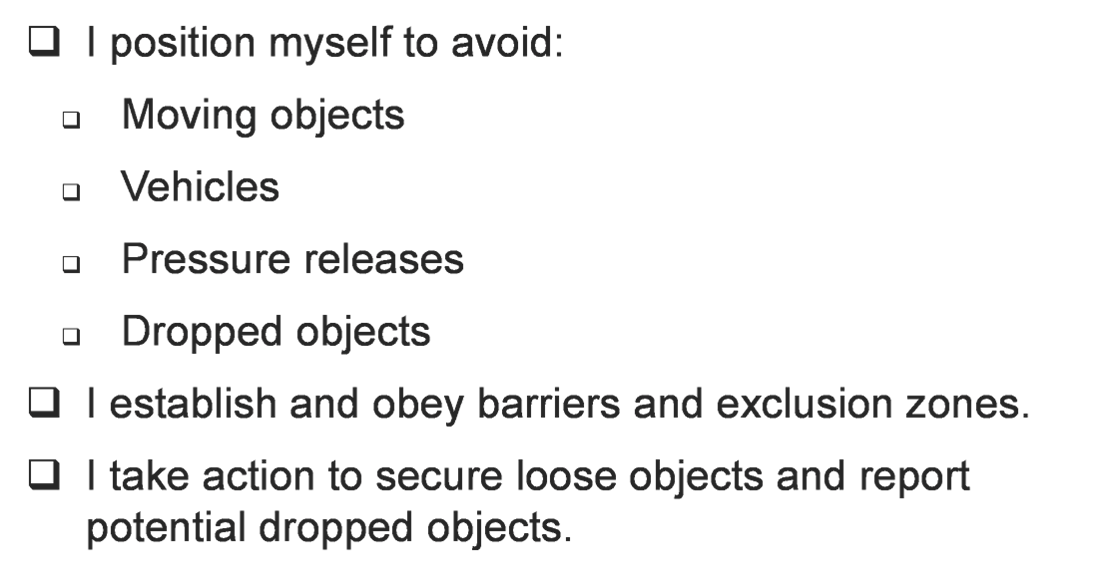 ❑ I position myself to avoid:
❑ Moving objects
❑ Vehicles
❑ Pressure releases
❑ Dropped objects
❑ I establish and obey barriers and exclusion zones.
❑ I take action to secure loose objects and report
potential dropped objects.